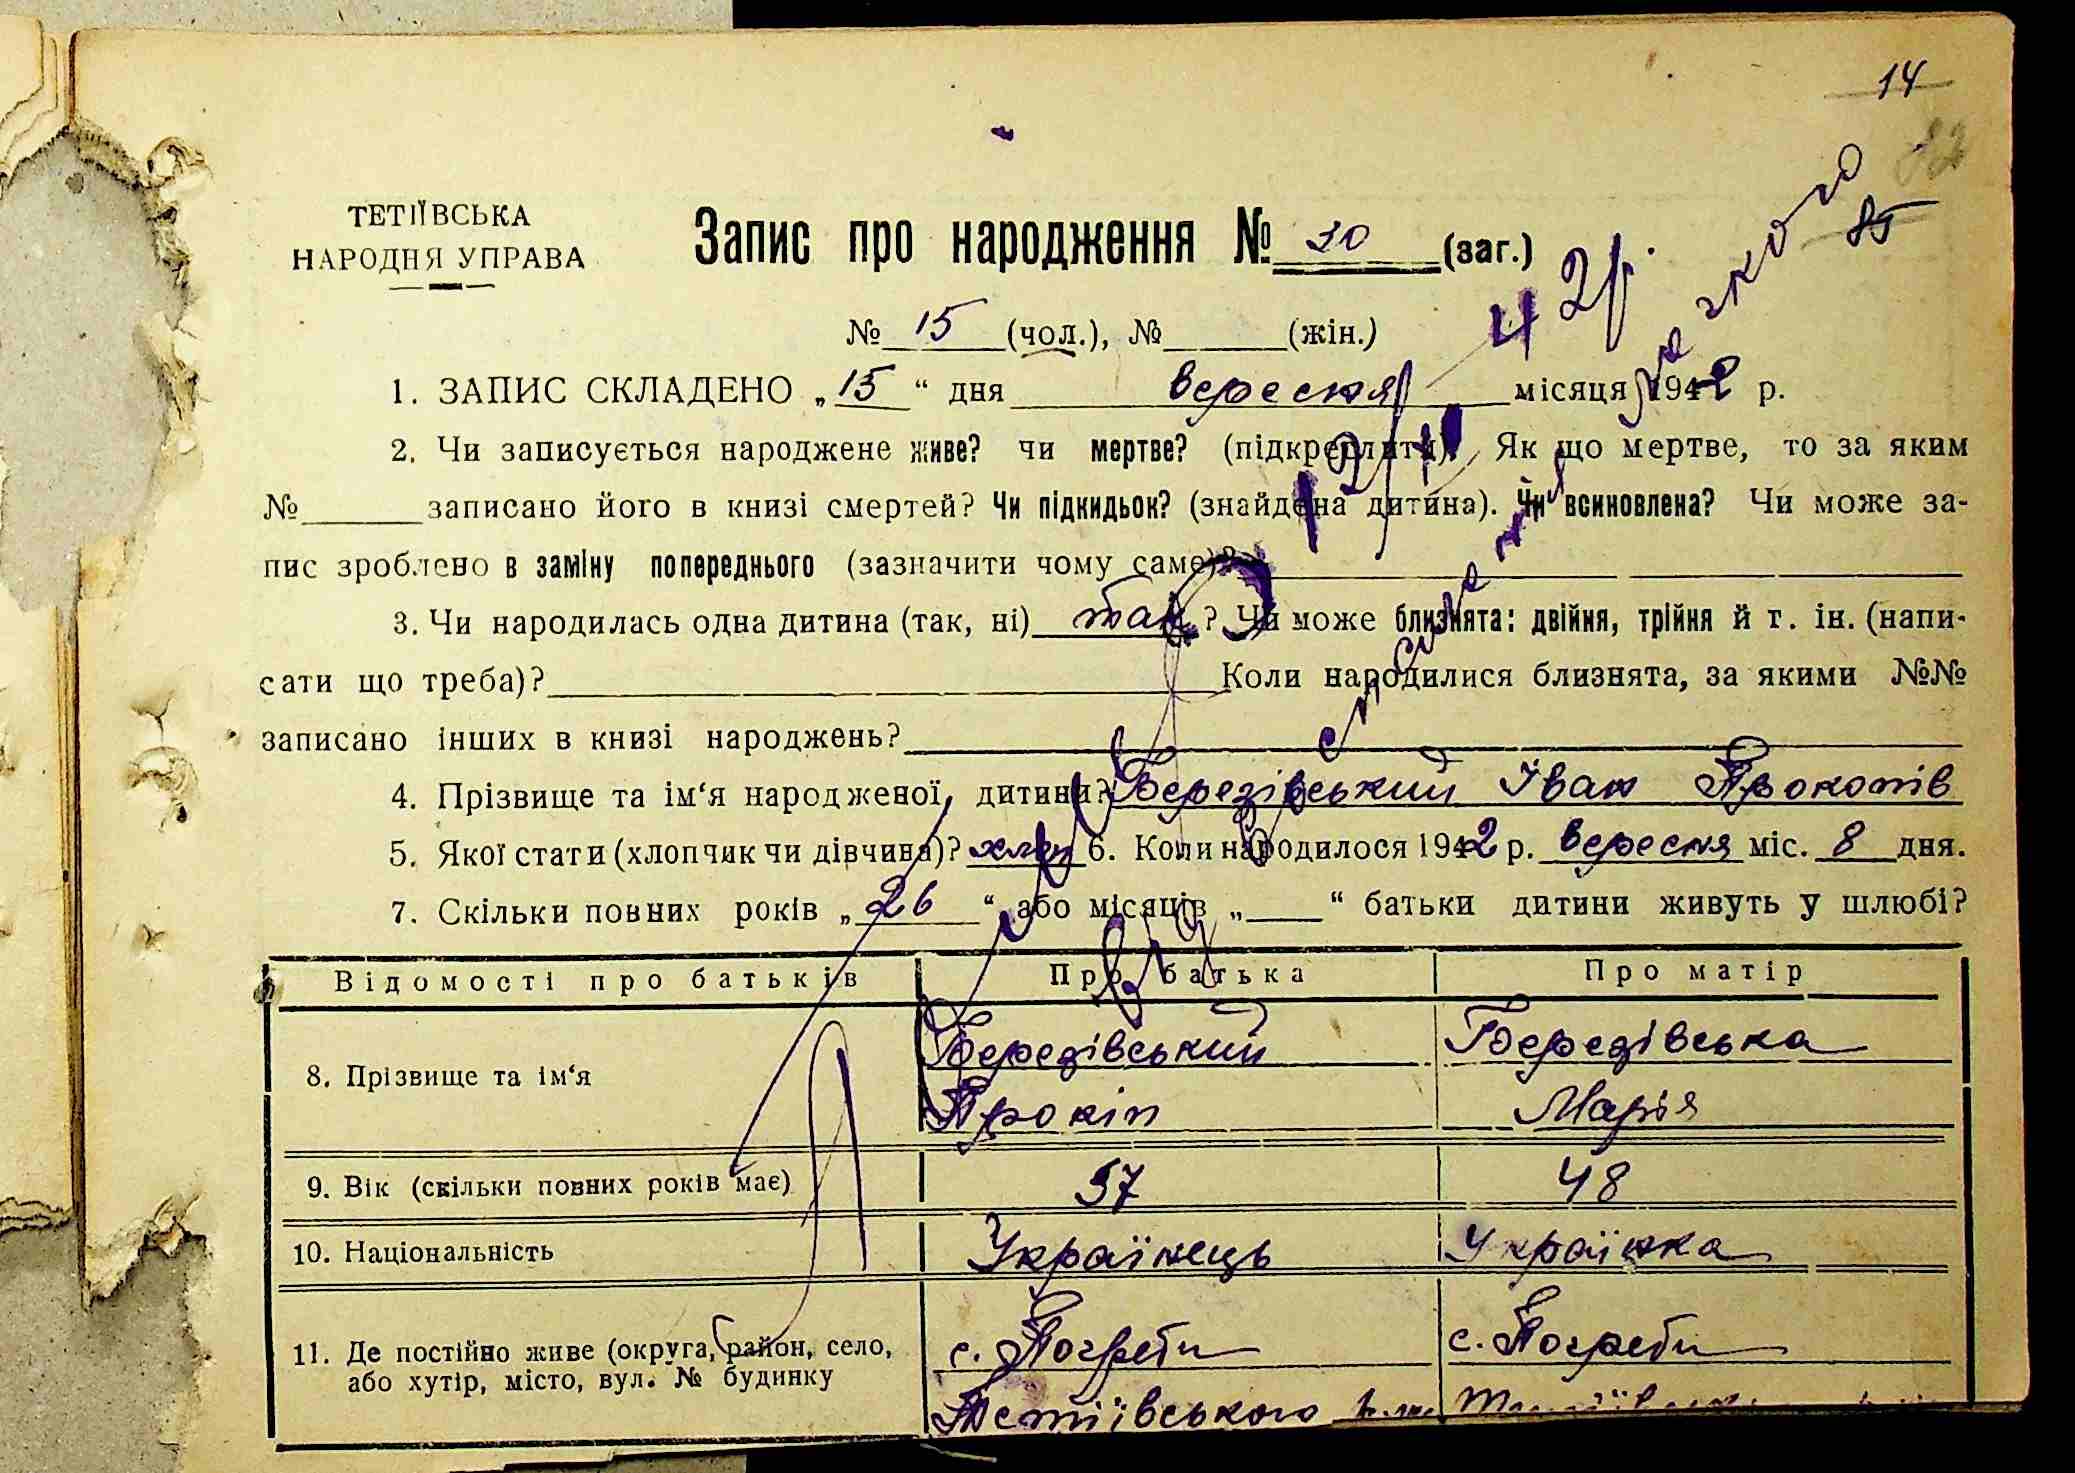 14
82
85
ТЕТІЇВСЬКА
НАРОДНЯ УПРАВА
Запис про народження № 30 (заг.)
№ 15 (чол.), № (жін.)
42р.
1. ЗАПИС СКЛАДЕНО „15“ дня вересня місяця 1942 р.
2. Чи записується народжене живе? чи мертве? (підкреплити). Як що мертве, то за яким
№ записано його в книзі смертей? Чи підкидьок? (знайдена дитина). Чи всиновлена? Чи може за-
пис зроблено в заміну попереднього (зазначити чому саме)?
3. Чи народилась одна дитина (так, ні) так ? Чи може близнята: двійня, трійня й т. ін. (напи-
сати що треба)? Коли народилися близнята, за якими №№
записано інших в книзі народжень?
4. Прізвище та ім‘я народженої дитини? Березівський Іван Прокопів
5. Якої стати (хлопчик чи дівчина)? хлоп 6. Коли народилося 1942 р. вересня міс. 8 дня.
7. Скільки повних років „26“ або місяців „ “ батьки дитини живуть у шлюбі?
Відомості про батьків Про батька Про матір
8. Прізвище та ім‘я Березівський Прокіп Березівська Марія
9. Вік (скільки повних років має) 57 48
10. Національність Українець Українка
11. Де постійно живе (округа, район, село, с. Погреби с. Погреби
або хутір, місто, вул. № будинку Тетіївського